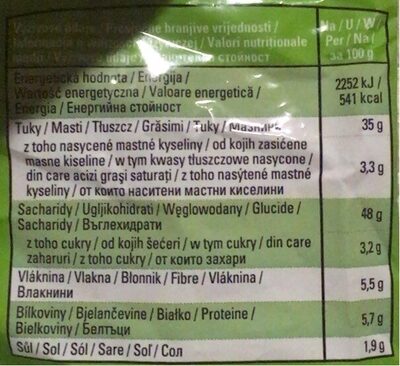 Na / U / W /
Per / Na /
за 100 g
hranjive vrijednosti /
/ Valori nutritionale
стойност
Energetická hodnota / Energija /
Wartość energetyczna / Valoare energetică /
Energia / Енергийна стойност
2252 kJ /
541 kcal
Tuky / Masti / Tłuszcz / Grăsimi / Tuky / Мазнини
35 g
z toho nasycené mastné kyseliny / od kojih zasićene
masne kiseline / w tym kwasy tłuszczowe nasycone /
din care acizi grași saturați / z toho nasýtené mastné
kyseliny / от които наситени мастни киселини
3,3 g
Sacharidy / Ugljikohidrati / Węglowodany / Glucide /
Sacharidy / Въглехидрати
48 g
z toho cukry / od kojih šećeri / w tym cukry / din care
zaharuri / z toho cukry / от които захари
3,2 g
Vláknina / Vlakna / Błonnik / Fibre / Vláknina /
Влакнини
5,5 g
Bílkoviny / Bjelančevine / Białko / Proteine /
Bielkoviny / Белтъци
5,7 g
Sůl / Sol / Sól / Sare / Soľ / Сол
1,9 g